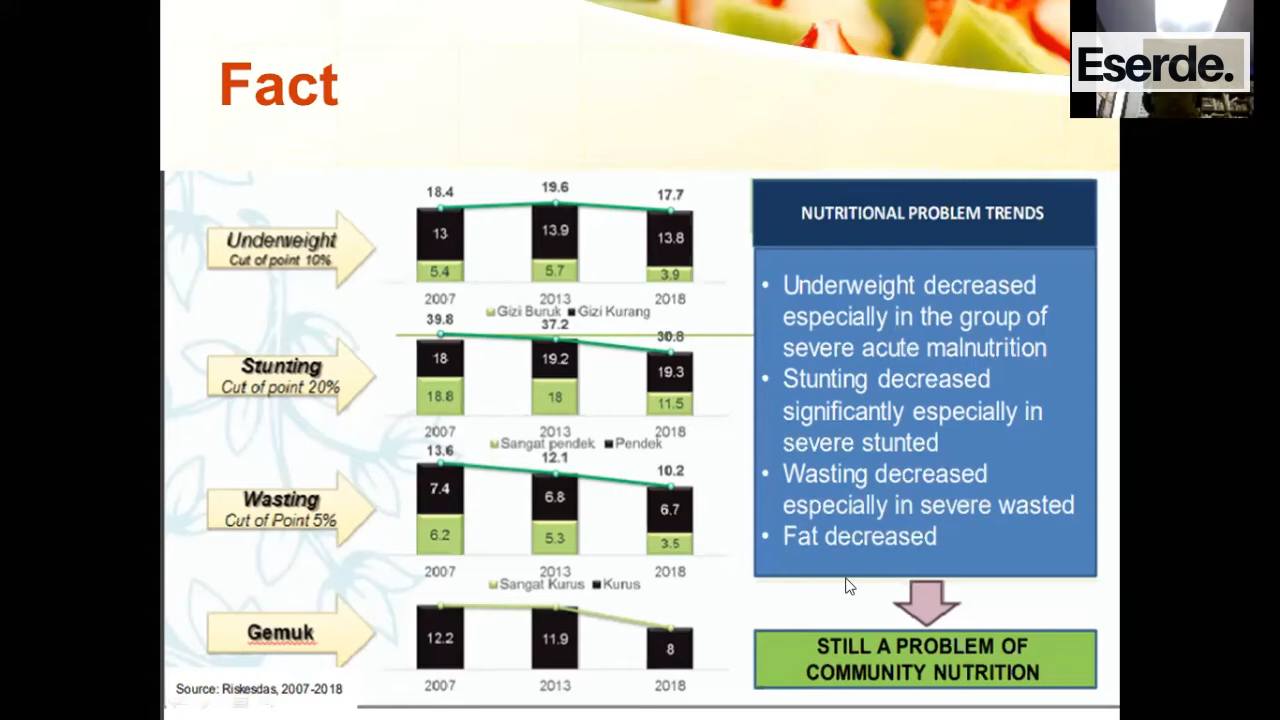 Fact
Eserde.
Underweight
Cut of point 10%
18.4
19.6
17.7
13
13.9
13.8
5.4
5.7
3.9
2007
2013
2018
Gizi Buruk Gizi Kurang
Stunting
Cut of point 20%
39.8
37.2
30.8
18
19.2
19.3
18.8
18
11.5
2007
2013
2018
Sangat pendek Pendek
Wasting
Cut of Point 5%
13.6
12.1
10.2
7.4
6.8
6.7
6.2
5.3
3.5
2007
2013
2018
Sangat Kurus Kurus
Gemuk
12.2
11.9
8
2007
2013
2018
Source: Riskesdas, 2007-2018
NUTRITIONAL PROBLEM TRENDS
• Underweight decreased
especially in the group of
severe acute malnutrition
• Stunting decreased
significantly especially in
severe stunted
• Wasting decreased
especially in severe wasted
• Fat decreased
STILL A PROBLEM OF
COMMUNITY NUTRITION